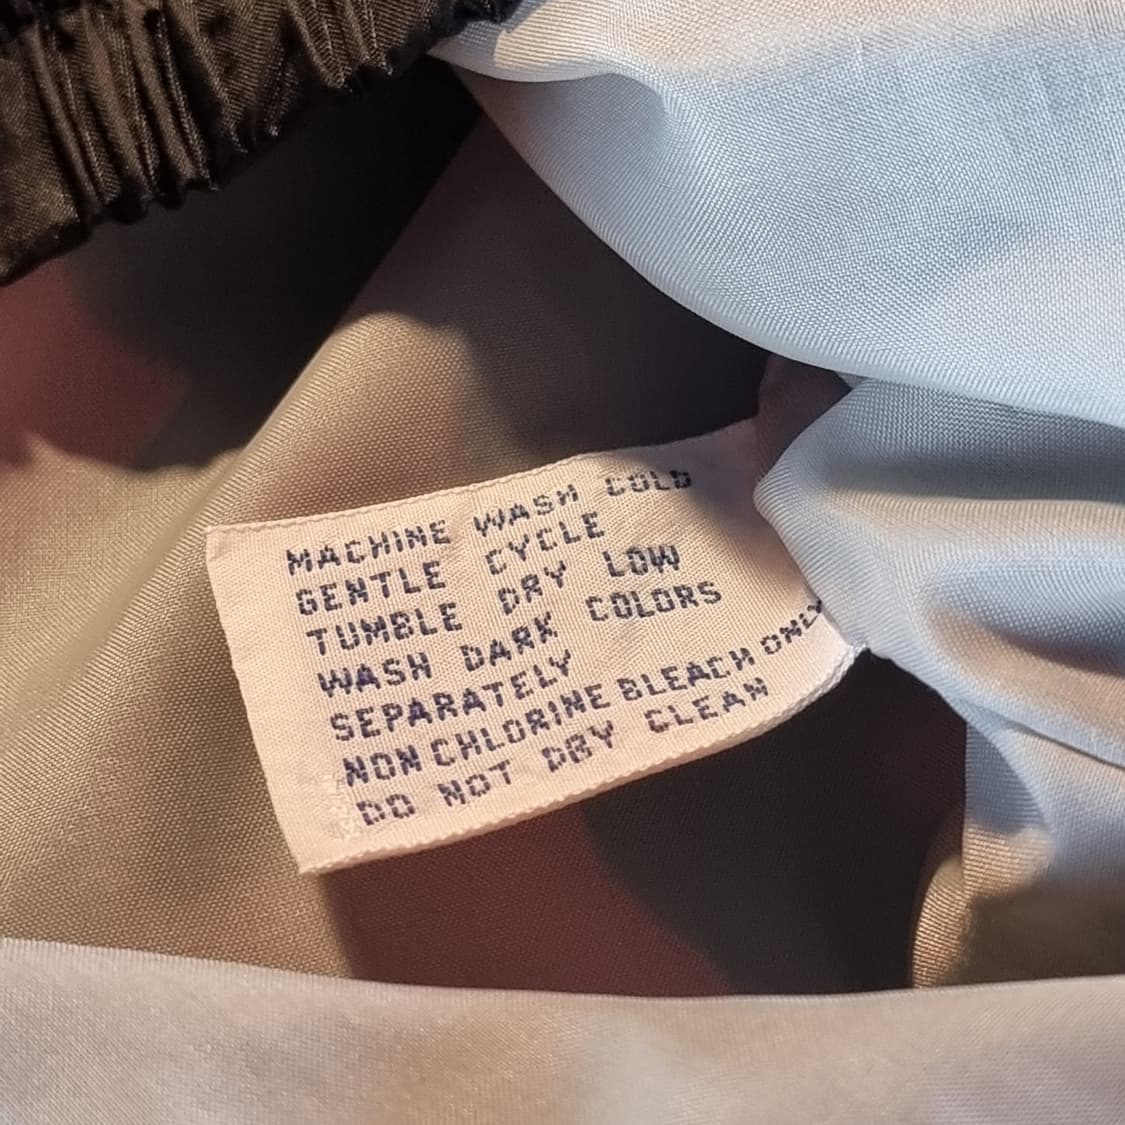 MACHINE WASH COLD
GENTLE CYCLE
TUMBLE DRY LOW
WASH DARK COLORS
SEPARATELY
NON CHLORINE BLEACH ONLY
DO NOT DRY CLEAN